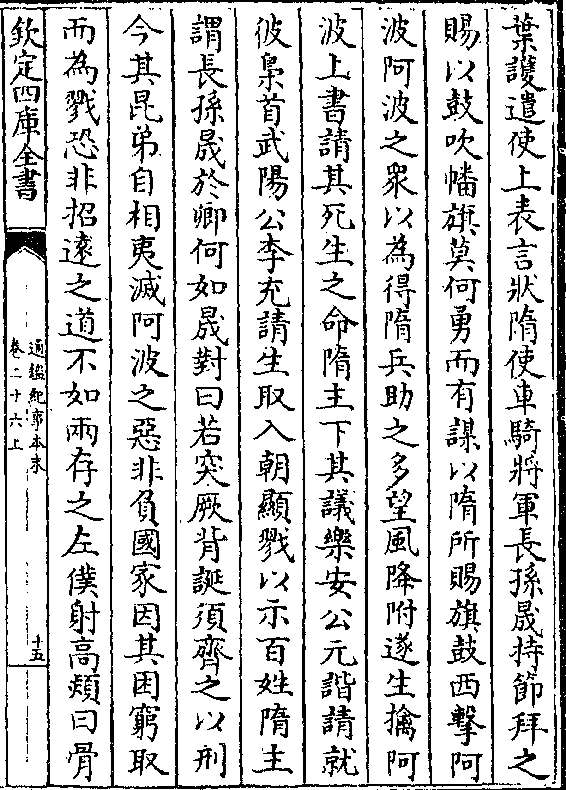 葉護遣使上表言狀隋使車騎將軍長孫晟持節拜之
賜以鼓吹幡旗莫何勇而有謀以隋所賜旗鼓西擊阿
波阿波之衆以為得隋兵助之多望風降附遂生擒阿
波上書請其死生之命隋主下其議樂安公元諧請就
彼梟首武陽公李充請生取入朝顯戮以示百姓隋主
謂長孫晟於卿何如晟對曰若突厥背誕須齊之以刑
今其昆弟自相夷滅阿波之惡非負國家因其困窮取
而為戮恐非招逺之道不如兩存之左僕射高熲曰骨
欽定四庫全書
通鑑紀事本末
卷二十六上
十五